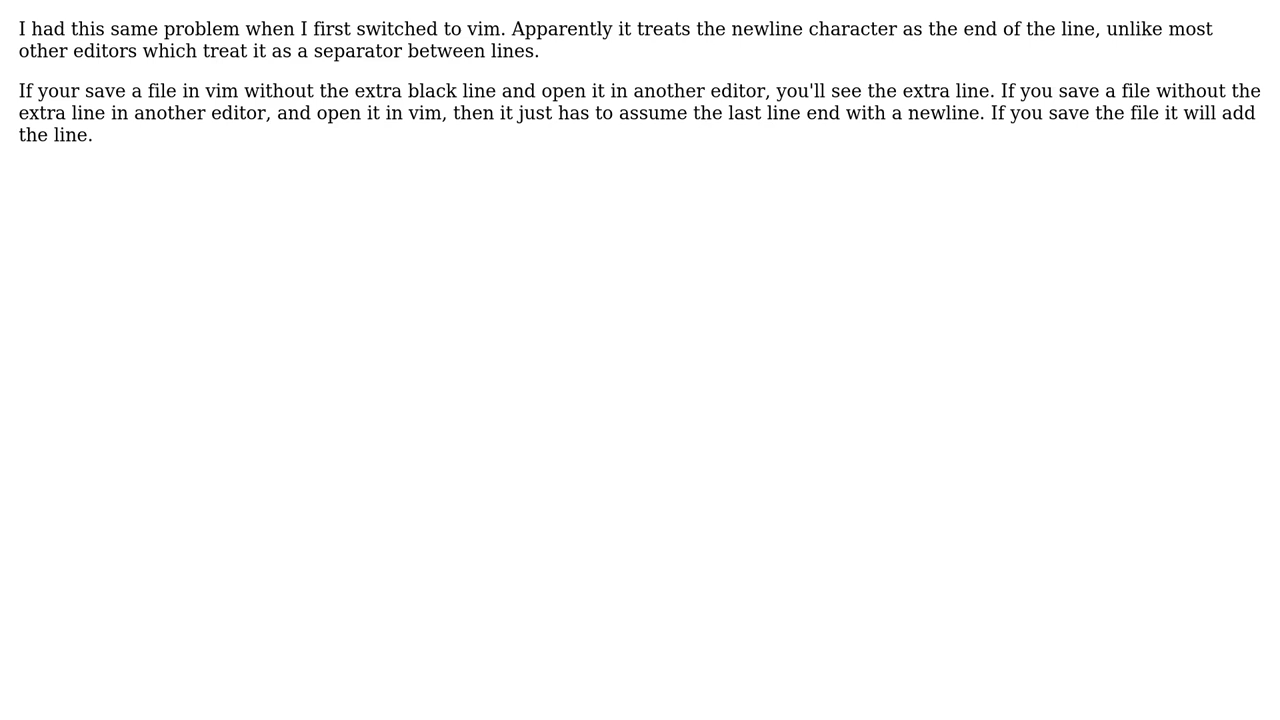 I had this same problem when I first switched to vim. Apparently it treats the newline character as the end of the line, unlike most
other editors which treat it as a separator between lines.
If your save a file in vim without the extra black line and open it in another editor, you'll see the extra line. If you save a file without the
extra line in another editor, and open it in vim, then it just has to assume the last line end with a newline. If you save the file it will add
the line.